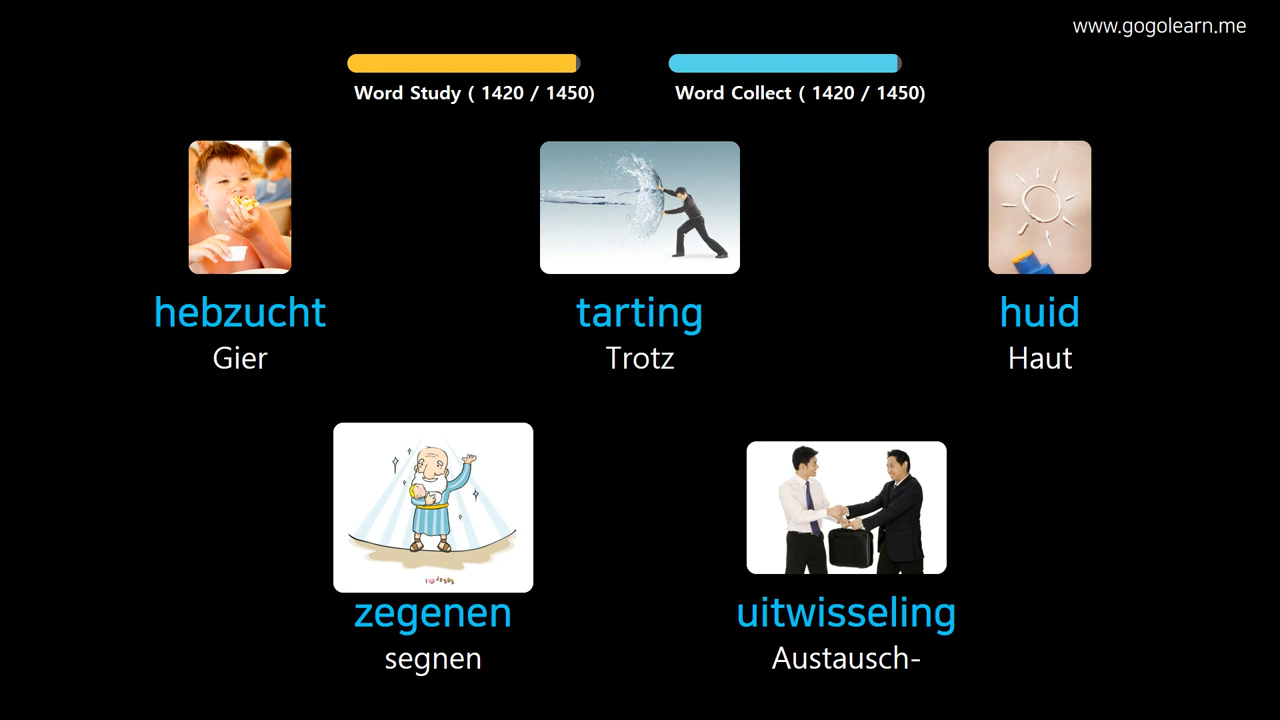 www.gogolearn.me
Word Study ( 1420 / 1450)
Word Collect ( 1420 / 1450)
hebzucht
Gier
tarting
Trotz
huid
Haut
I ♥ JESUS
zegenen
segnen
uitwisseling
Austausch-